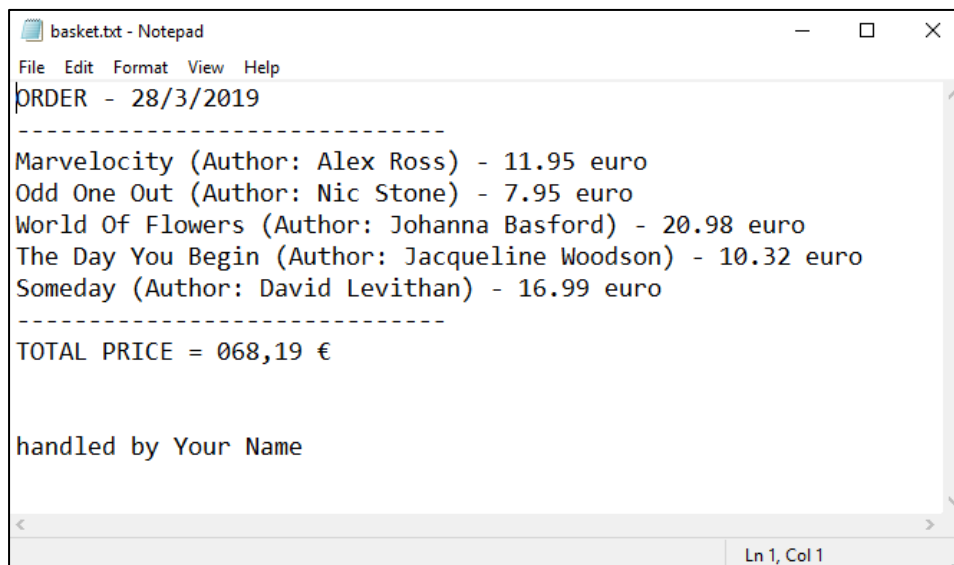 basket.txt - Notepad
File Edit Format View Help
ORDER - 28/3/2019
------------------------------
Marvelocity (Author: Alex Ross) - 11.95 euro
Odd One Out (Author: Nic Stone) - 7.95 euro
World Of Flowers (Author: Johanna Basford) - 20.98 euro
The Day You Begin (Author: Jacqueline Woodson) - 10.32 euro
Someday (Author: David Levithan) - 16.99 euro
------------------------------
TOTAL PRICE = 068,19 €
handled by Your Name
Ln 1, Col 1